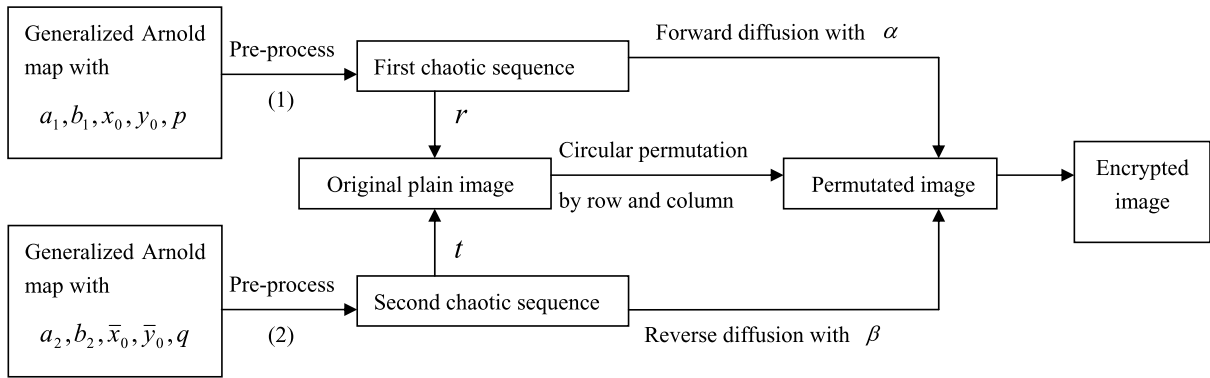 Generalized Arnold
map with
a₁,b₁,x₀,y₀,p
Pre-process
(1)
First chaotic sequence
Forward diffusion with α
r
Original plain image
Circular permutation
by row and column
Permutated image
Encrypted
image
Generalized Arnold
map with
a₂,b₂,x̅₀,y̅₀,q
Pre-process
(2)
t
Second chaotic sequence
Reverse diffusion with β